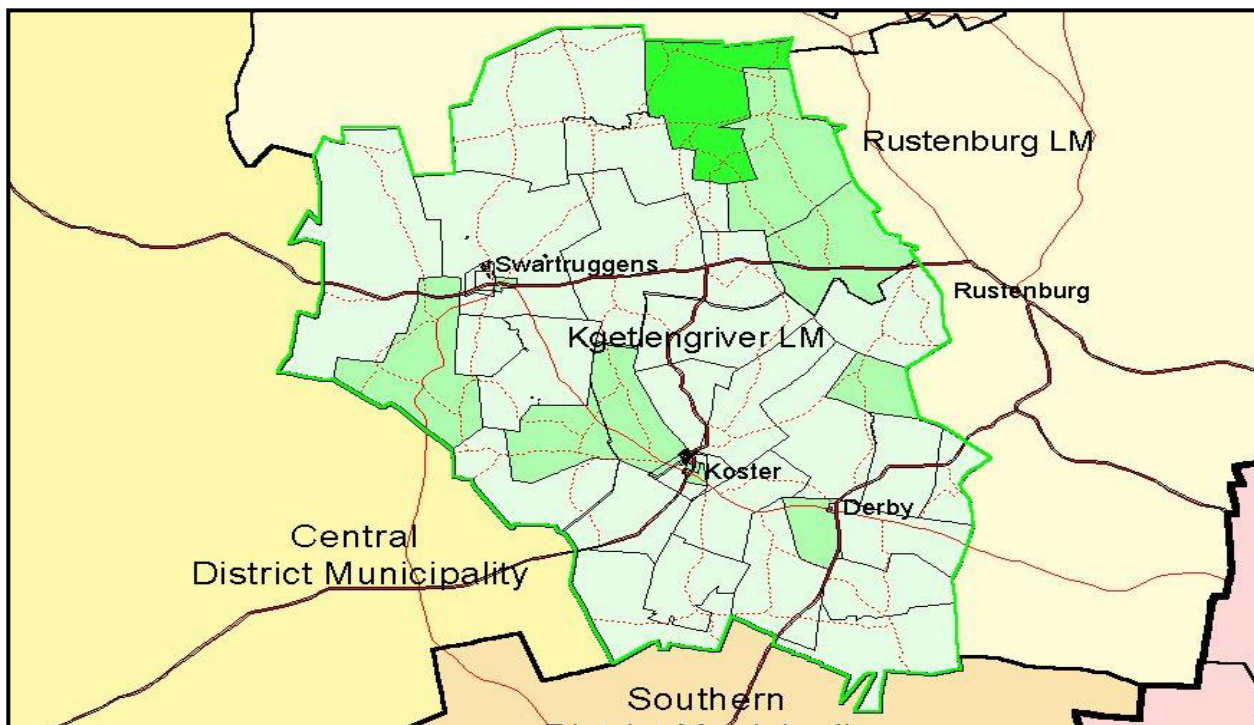 Rustenburg LM
Swartruggens
Rustenburg
Kgetlengriver LM
Koster
Derby
Central
District Municipality
Southern